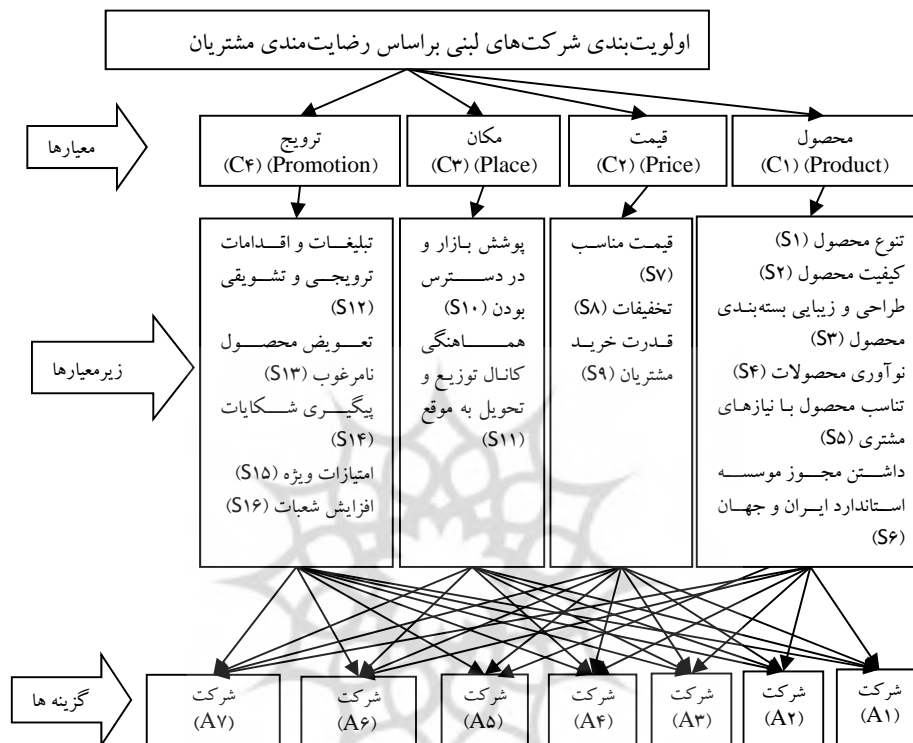 اولویت‌بندی شرکت‌های لبنی براساس رضایت‌مندی مشتریان
معیارها
محصول
(C۱) (Product)
قیمت
(C۲) (Price)
مکان
(C۳) (Place)
ترویج
(C۴) (Promotion)
زیرمعیارها
تنوع محصول (S۱)
کیفیت محصول (S۲)
طراحی و زیبایی بسته‌بندی
محصول (S۳)
نوآوری محصولات (S۴)
تناسب محصول با نیازهای
مشتری (S۵)
داشتن مجوز موسسه
استاندارد ایران و جهان
(S۶)
قیمت مناسب
(S۷)
تخفیفات (S۸)
قدرت خرید
مشتریان (S۹)
پوشش بازار و
در دسترس
بودن (S۱۰)
هماهنگی
کانال توزیع و
تحویل به موقع
(S۱۱)
تبلیغات و اقدامات
ترویجی و تشویقی
(S۱۲)
تعویض محصول
نامرغوب (S۱۳)
پیگیری شکایات
(S۱۴)
امتیازات ویژه (S۱۵)
افزایش شعبات (S۱۶)
گزینه ها
شرکت
(A۱)
شرکت
(A۲)
شرکت
(A۳)
شرکت
(A۴)
شرکت
(A۵)
شرکت
(A۶)
شرکت
(A۷)